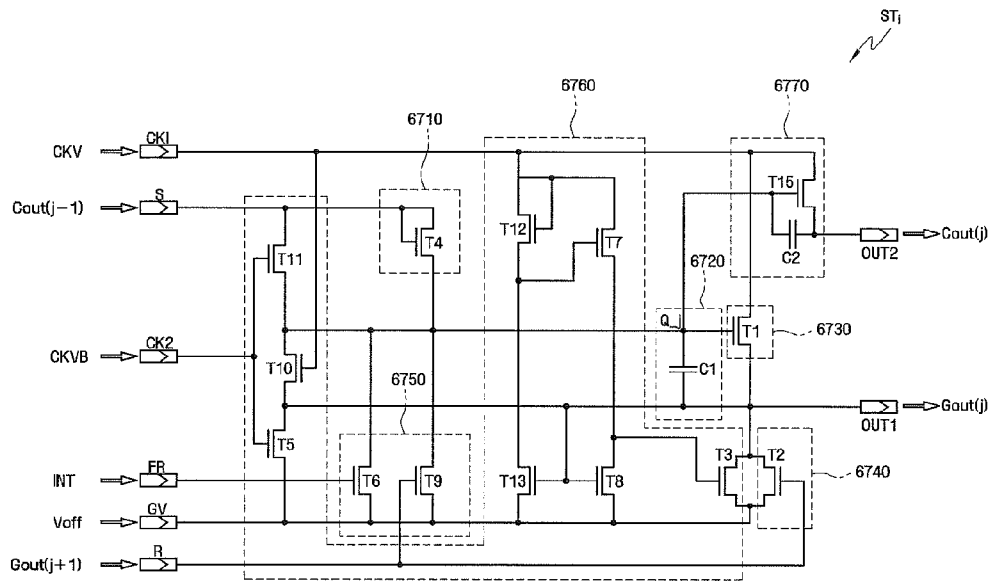 STj
6760
6770
6710
CKV CK1
T15
Cout(j-1) S
T12 T7
T4
C2
OUT2 Cout(j)
T11
6720
Q_j
T1 6730
CKVB CK2
T10
C1
6750
OUT1 Gout(j)
T5
T3 T2
6740
INT FR
T6 T9 T13 T8
Voff GV
Gout(j+1) R